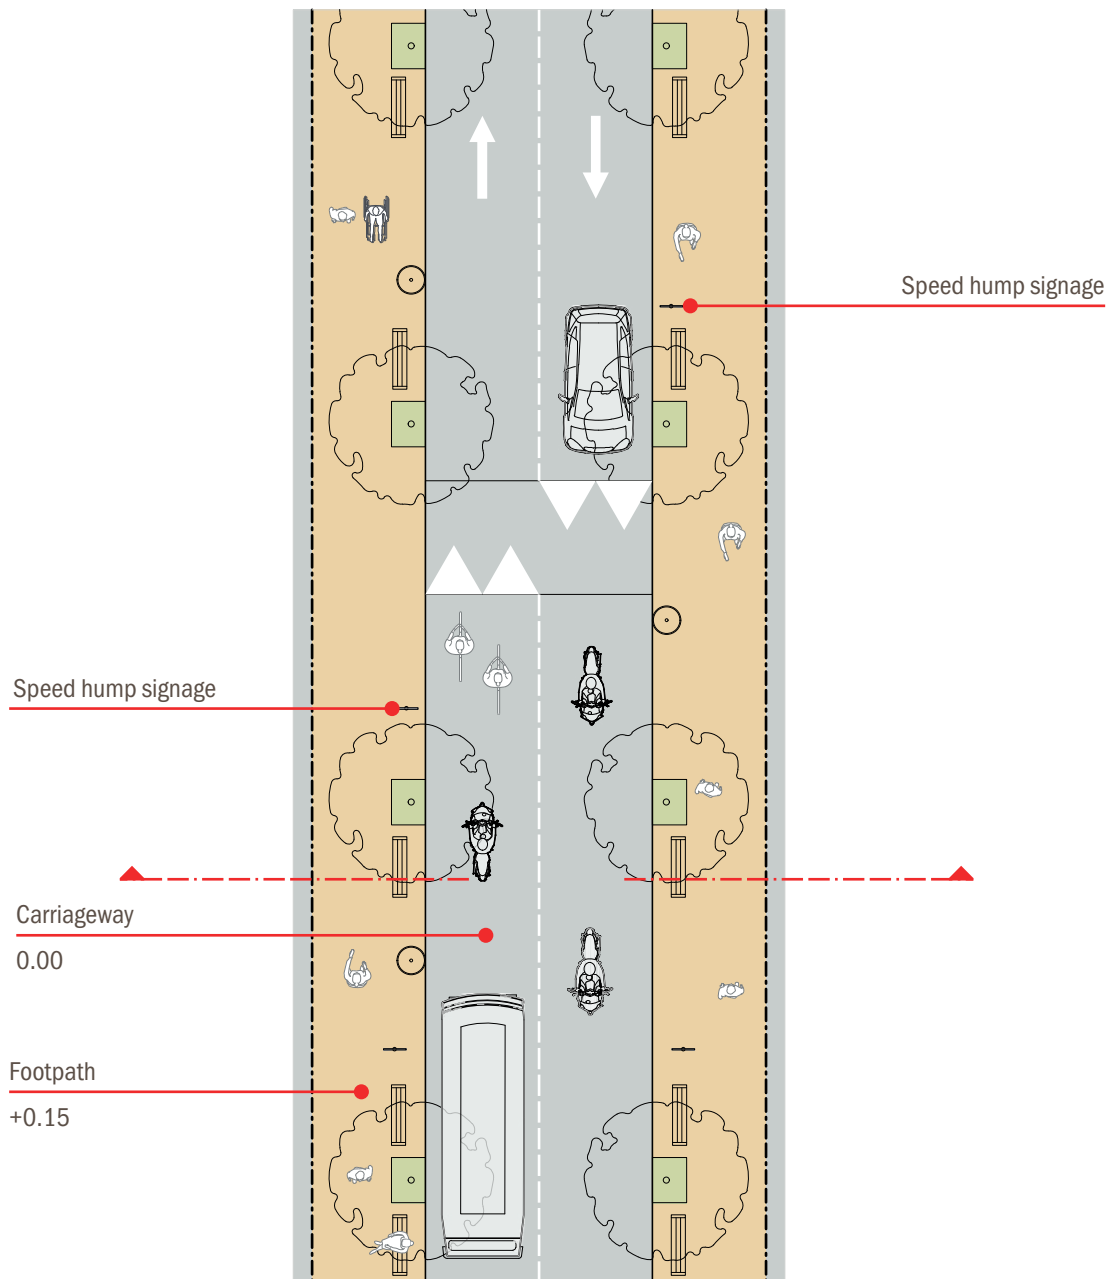 Speed hump signage
Speed hump signage
Carriageway
0.00
Footpath
+0.15